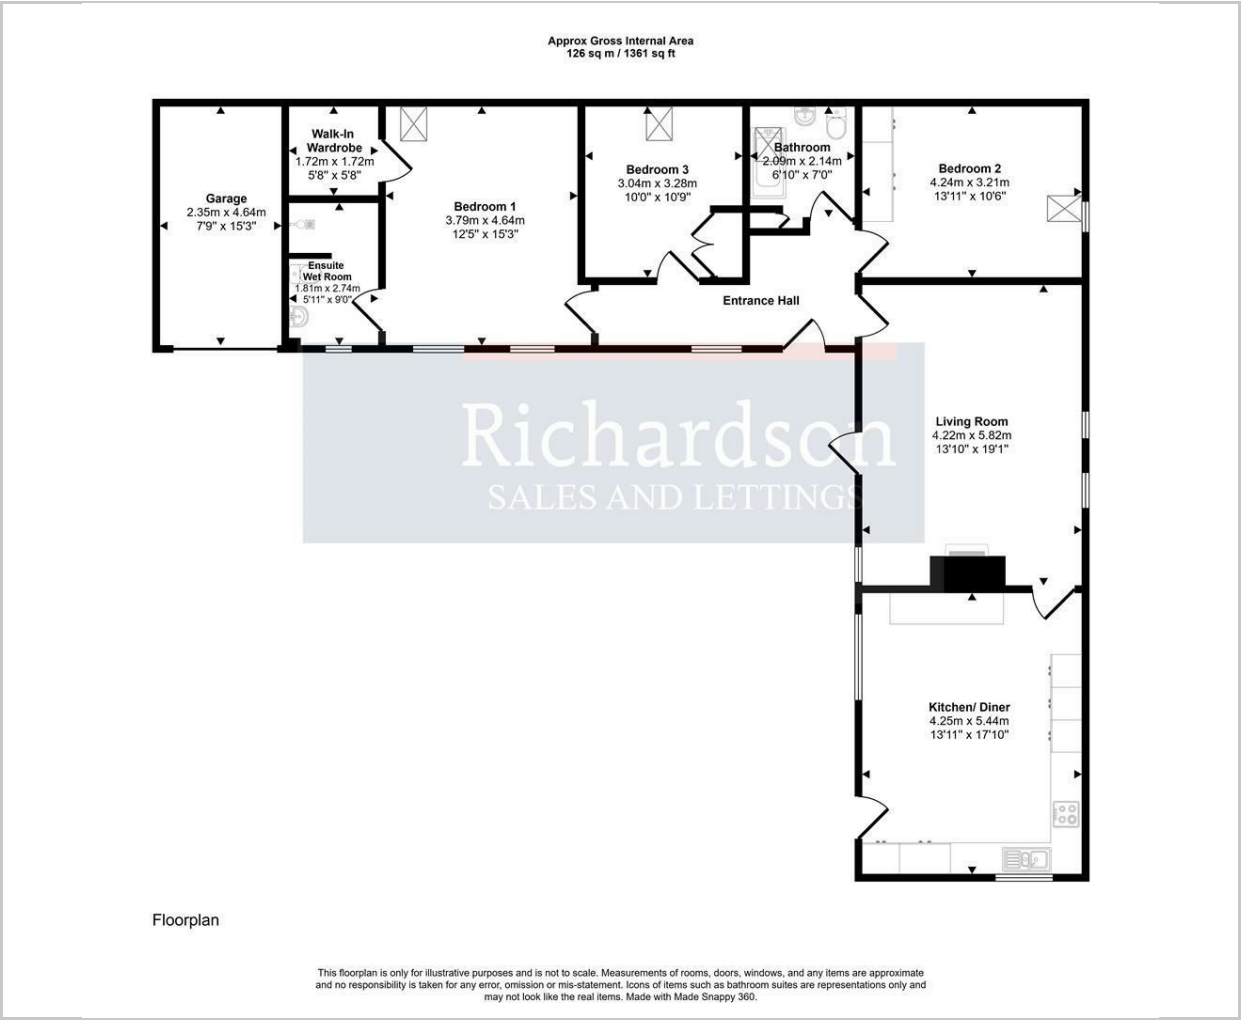 Approx Gross Internal Area
126 sq m / 1361 sq ft
Walk-In
Wardrobe
1.72m x 1.72m
5'8" x 5'8"
Garage
2.35m x 4.64m
7'9" x 15'3"
Bedroom 1
3.79m x 4.64m
12'5" x 15'3"
Bedroom 3
3.04m x 3.28m
10'0" x 10'9"
Bathroom
2.09m x 2.14m
6'10" x 7'0"
Bedroom 2
4.24m x 3.21m
13'11" x 10'6"
Ensuite
Wet Room
1.81m x 2.74m
5'11" x 9'0"
Entrance Hall
Richardson
SALES AND LETTINGS
Living Room
4.22m x 5.82m
13'10" x 19'1"
Kitchen/ Diner
4.25m x 5.44m
13'11" x 17'10"
Floorplan
This floorplan is only for illustrative purposes and is not to scale. Measurements of rooms, doors, windows, and any items are approximate
and no responsibility is taken for any error, omission or mis-statement. Icons of items such as bathroom suites are representations only and
may not look like the real items. Made with Made Snappy 360.